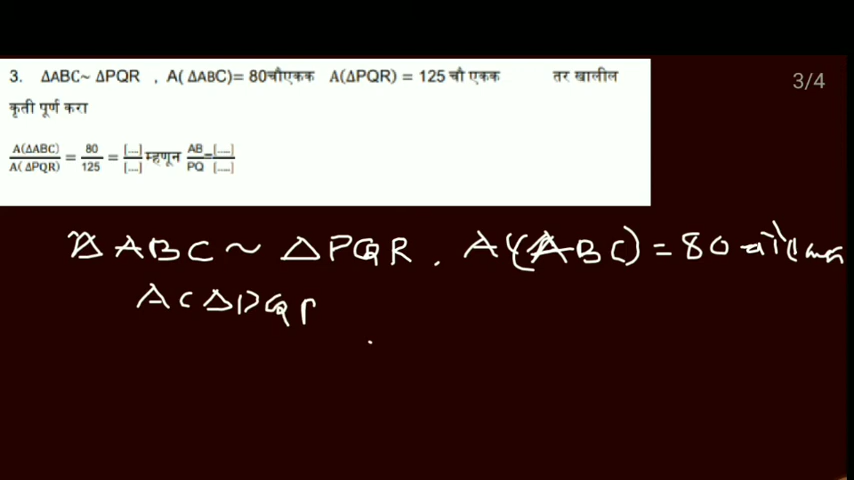 3. ΔABC~ ΔPQR , A( ΔABC)= 80चौएकक A(ΔPQR) = 125 चौ एकक तर खालील
कृती पूर्ण करा
A(ΔABC)/A( ΔPQR) = 80/125 = [....]/[....] म्हणून AB/PQ = [.....]/[.....]
3/4
Δ ABC ~ ΔPQR . A(ABC) = 80
A( ΔPQR